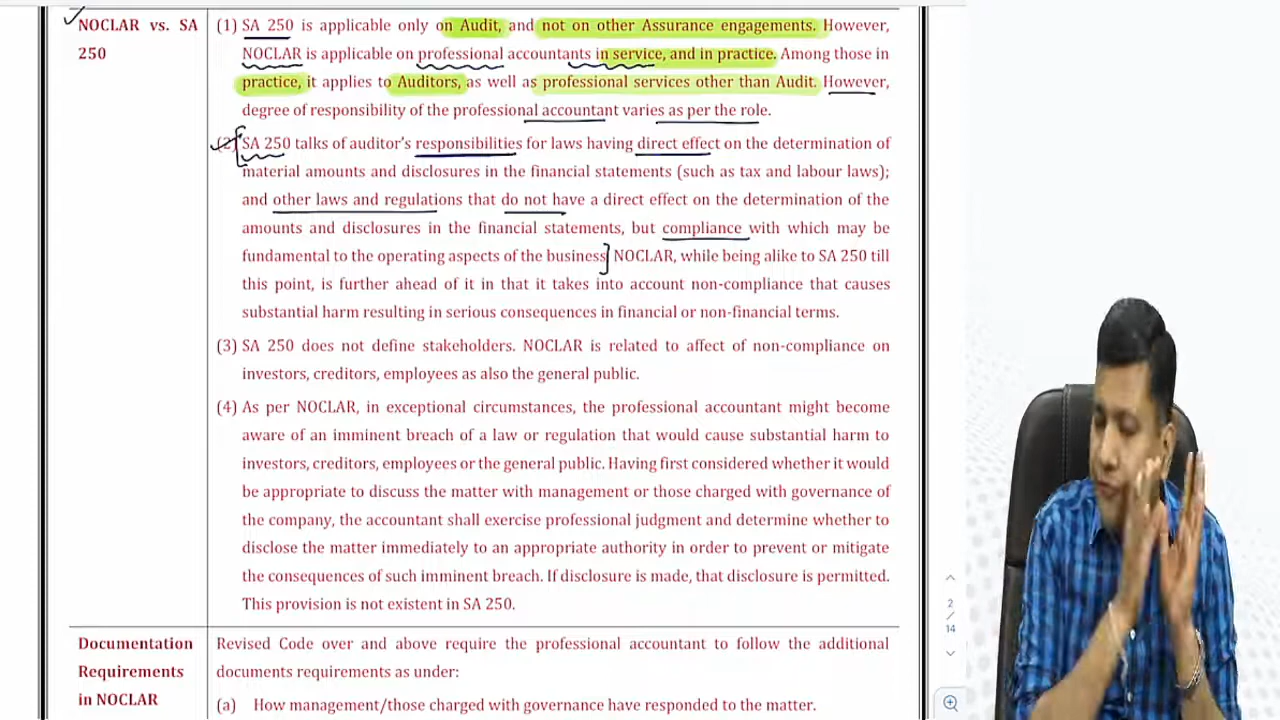 NOCLAR vs. SA
250
(1) SA 250 is applicable only on Audit, and not on other Assurance engagements. However,
NOCLAR is applicable on professional accountants in service, and in practice. Among those in
practice, it applies to Auditors, as well as professional services other than Audit. However,
degree of responsibility of the professional accountant varies as per the role.
(2) SA 250 talks of auditor's responsibilities for laws having direct effect on the determination of
material amounts and disclosures in the financial statements (such as tax and labour laws);
and other laws and regulations that do not have a direct effect on the determination of the
amounts and disclosures in the financial statements, but compliance with which may be
fundamental to the operating aspects of the business NOCLAR, while being alike to SA 250 till
this point, is further ahead of it in that it takes into account non-compliance that causes
substantial harm resulting in serious consequences in financial or non-financial terms.
(3) SA 250 does not define stakeholders. NOCLAR is related to affect of non-compliance on
investors, creditors, employees as also the general public.
(4) As per NOCLAR, in exceptional circumstances, the professional accountant might become
aware of an imminent breach of a law or regulation that would cause substantial harm to
investors, creditors, employees or the general public. Having first considered whether it would
be appropriate to discuss the matter with management or those charged with governance of
the company, the accountant shall exercise professional judgment and determine whether to
disclose the matter immediately to an appropriate authority in order to prevent or mitigate
the consequences of such imminent breach. If disclosure is made, that disclosure is permitted.
This provision is not existent in SA 250.
Documentation
Requirements
in NOCLAR
Revised Code over and above require the professional accountant to follow the additional
documents requirements as under:
(a) How management/those charged with governance have responded to the matter.
2
/
14